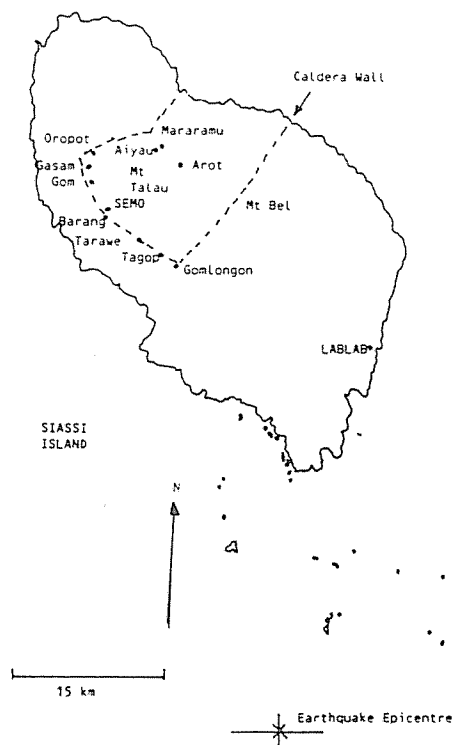 Caldera Wall
Oropot
Mararamu
Aiyau
Gasam
Mt
Talau
Arot
Gom
SEMO
Mt Bel
Barang
Tarawe
Tagop
Gomlongon
LABLAB
SIASSI
ISLAND
N
15 km
Earthquake Epicentre